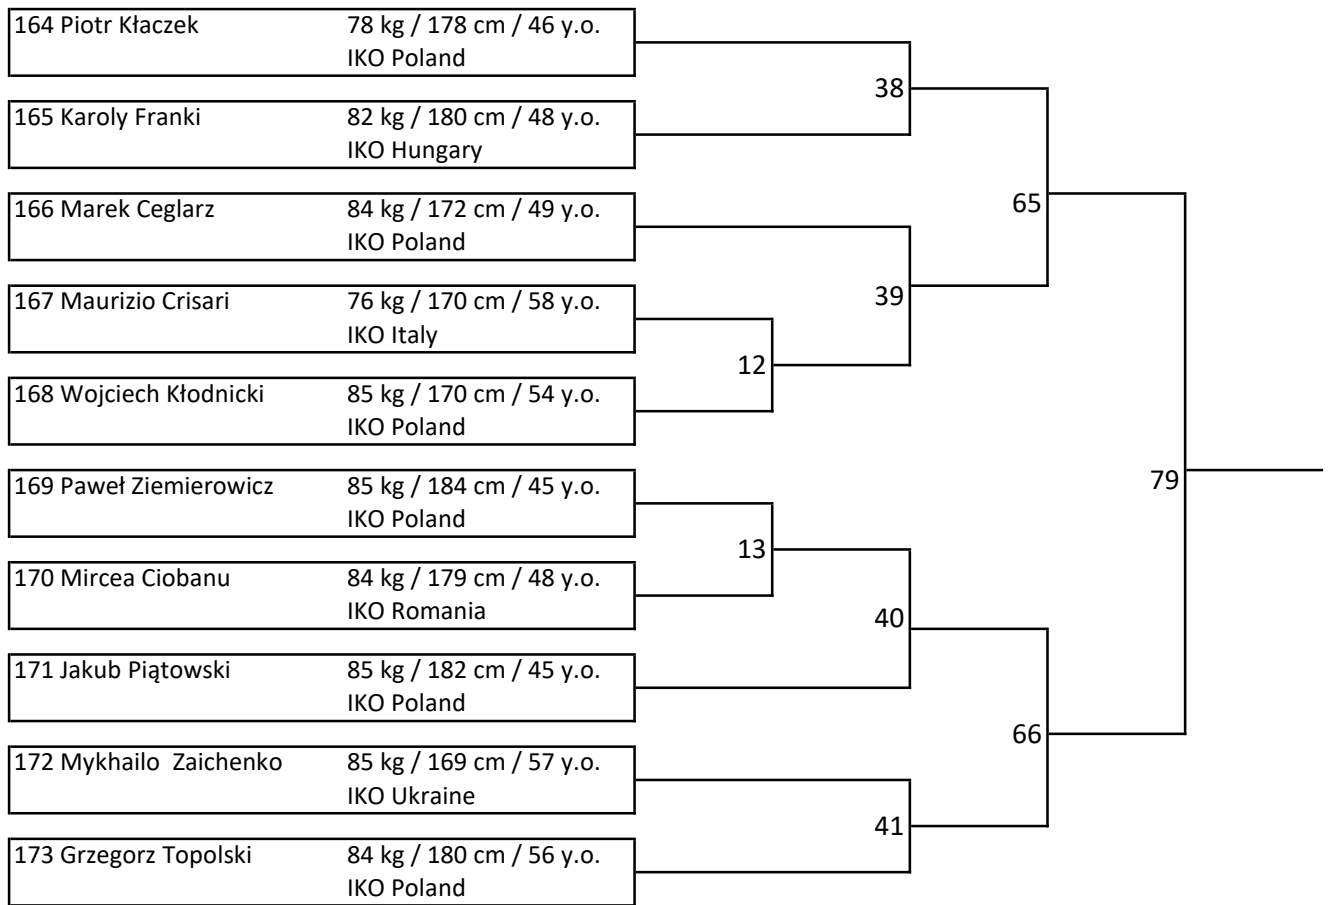 164 Piotr Kłaczek 78 kg / 178 cm / 46 y.o.
IKO Poland
38
165 Karoly Franki 82 kg / 180 cm / 48 y.o.
IKO Hungary
166 Marek Ceglarz 84 kg / 172 cm / 49 y.o.
65
IKO Poland
167 Maurizio Crisari 76 kg / 170 cm / 58 y.o.
39
IKO Italy
12
168 Wojciech Kłodnicki 85 kg / 170 cm / 54 y.o.
IKO Poland
169 Paweł Ziemierowicz 85 kg / 184 cm / 45 y.o.
79
IKO Poland
13
170 Mircea Ciobanu 84 kg / 179 cm / 48 y.o.
IKO Romania
40
171 Jakub Piątowski 85 kg / 182 cm / 45 y.o.
IKO Poland
66
172 Mykhailo  Zaichenko 85 kg / 169 cm / 57 y.o.
IKO Ukraine
41
173 Grzegorz Topolski 84 kg / 180 cm / 56 y.o.
IKO Poland